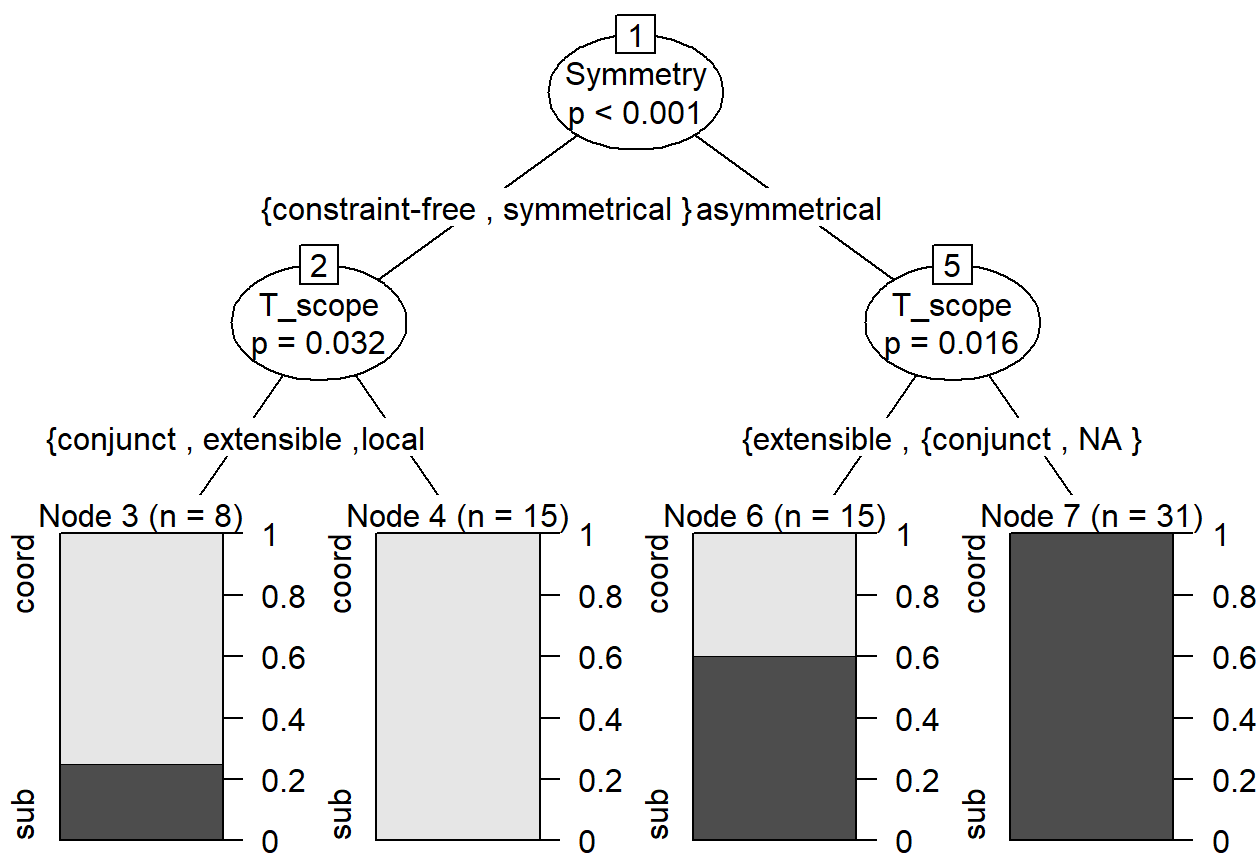 1
Symmetry
p < 0.001
{constraint-free , symmetrical } asymmetrical
2
T_scope
p = 0.032
5
T_scope
p = 0.016
{conjunct , extensible , local
{extensible , {conjunct , NA }
Node 3 (n = 8)
coord
sub
1
0.8
0.6
0.4
0.2
0
Node 4 (n = 15)
coord
sub
1
0.8
0.6
0.4
0.2
0
Node 6 (n = 15)
coord
sub
1
0.8
0.6
0.4
0.2
0
Node 7 (n = 31)
coord
sub
1
0.8
0.6
0.4
0.2
0